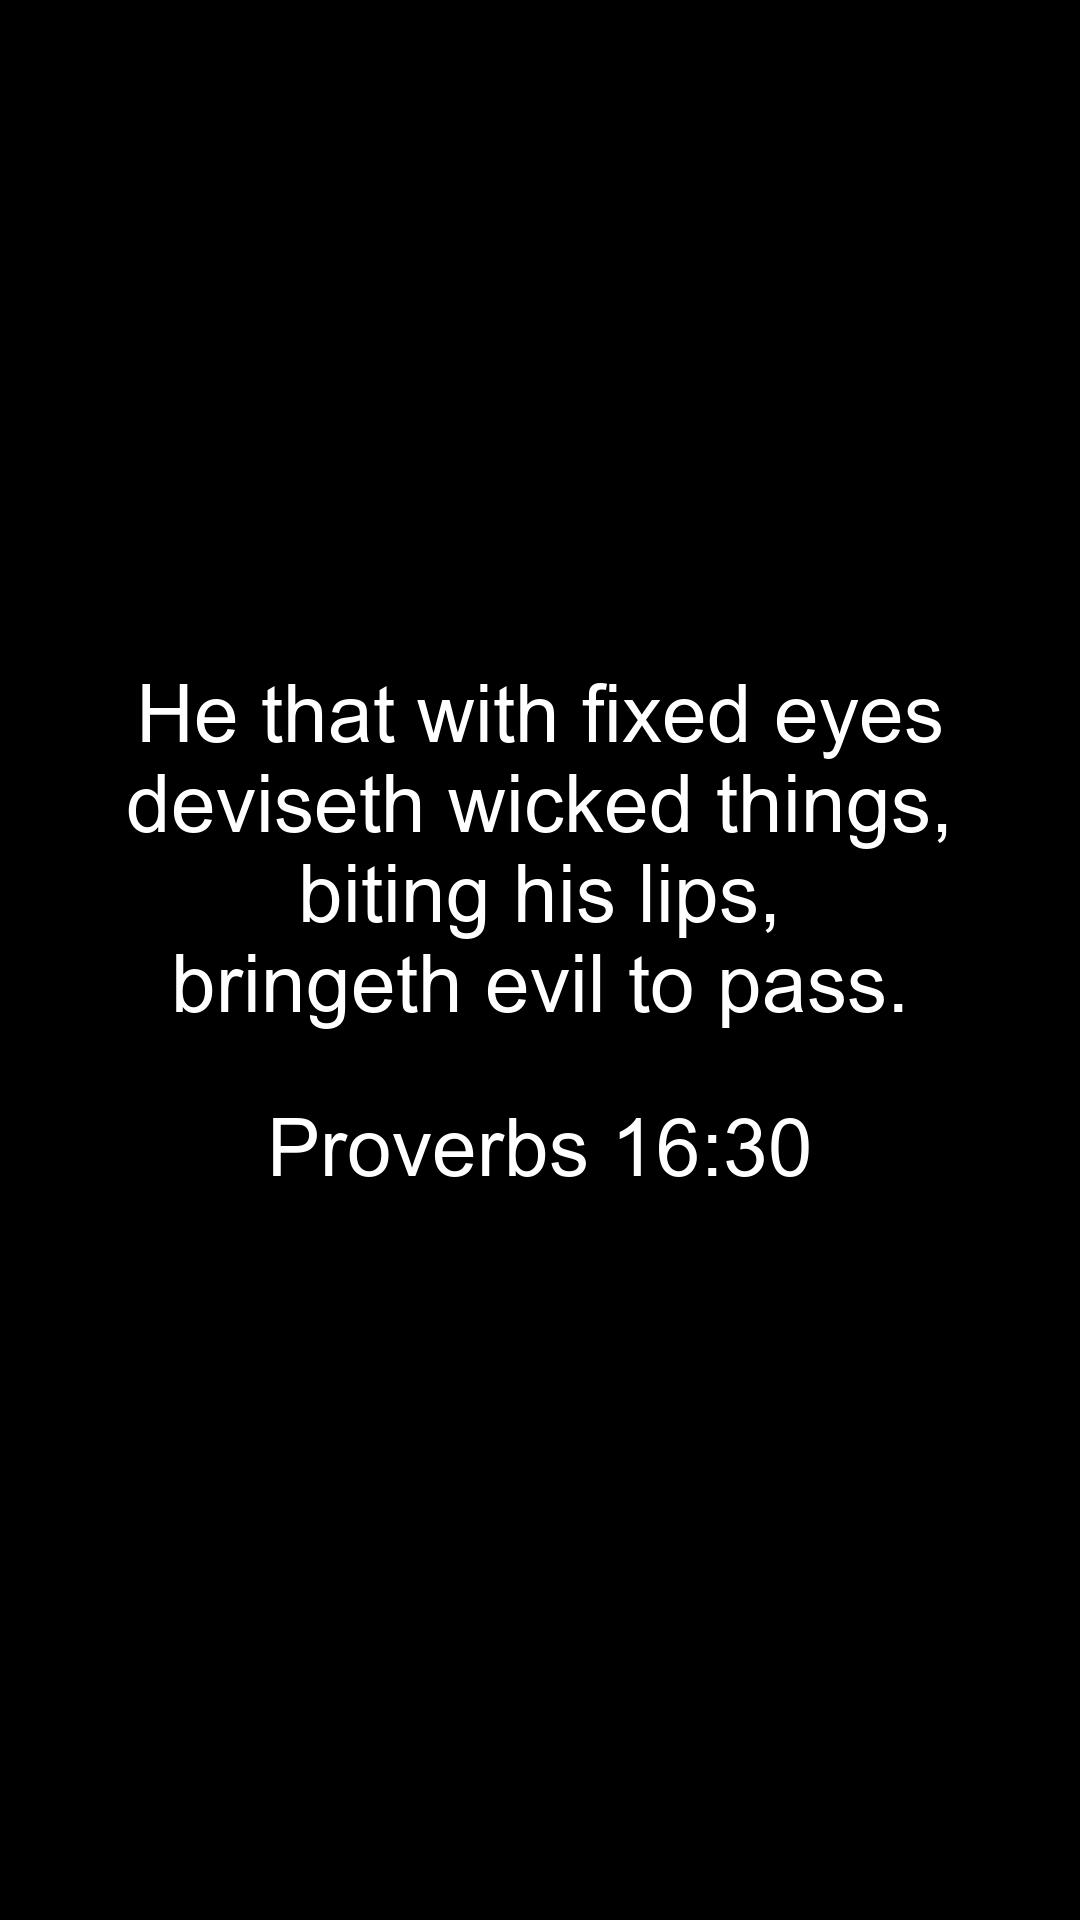 He that with fixed eyes
deviseth wicked things,
biting his lips,
bringeth evil to pass.
Proverbs 16:30